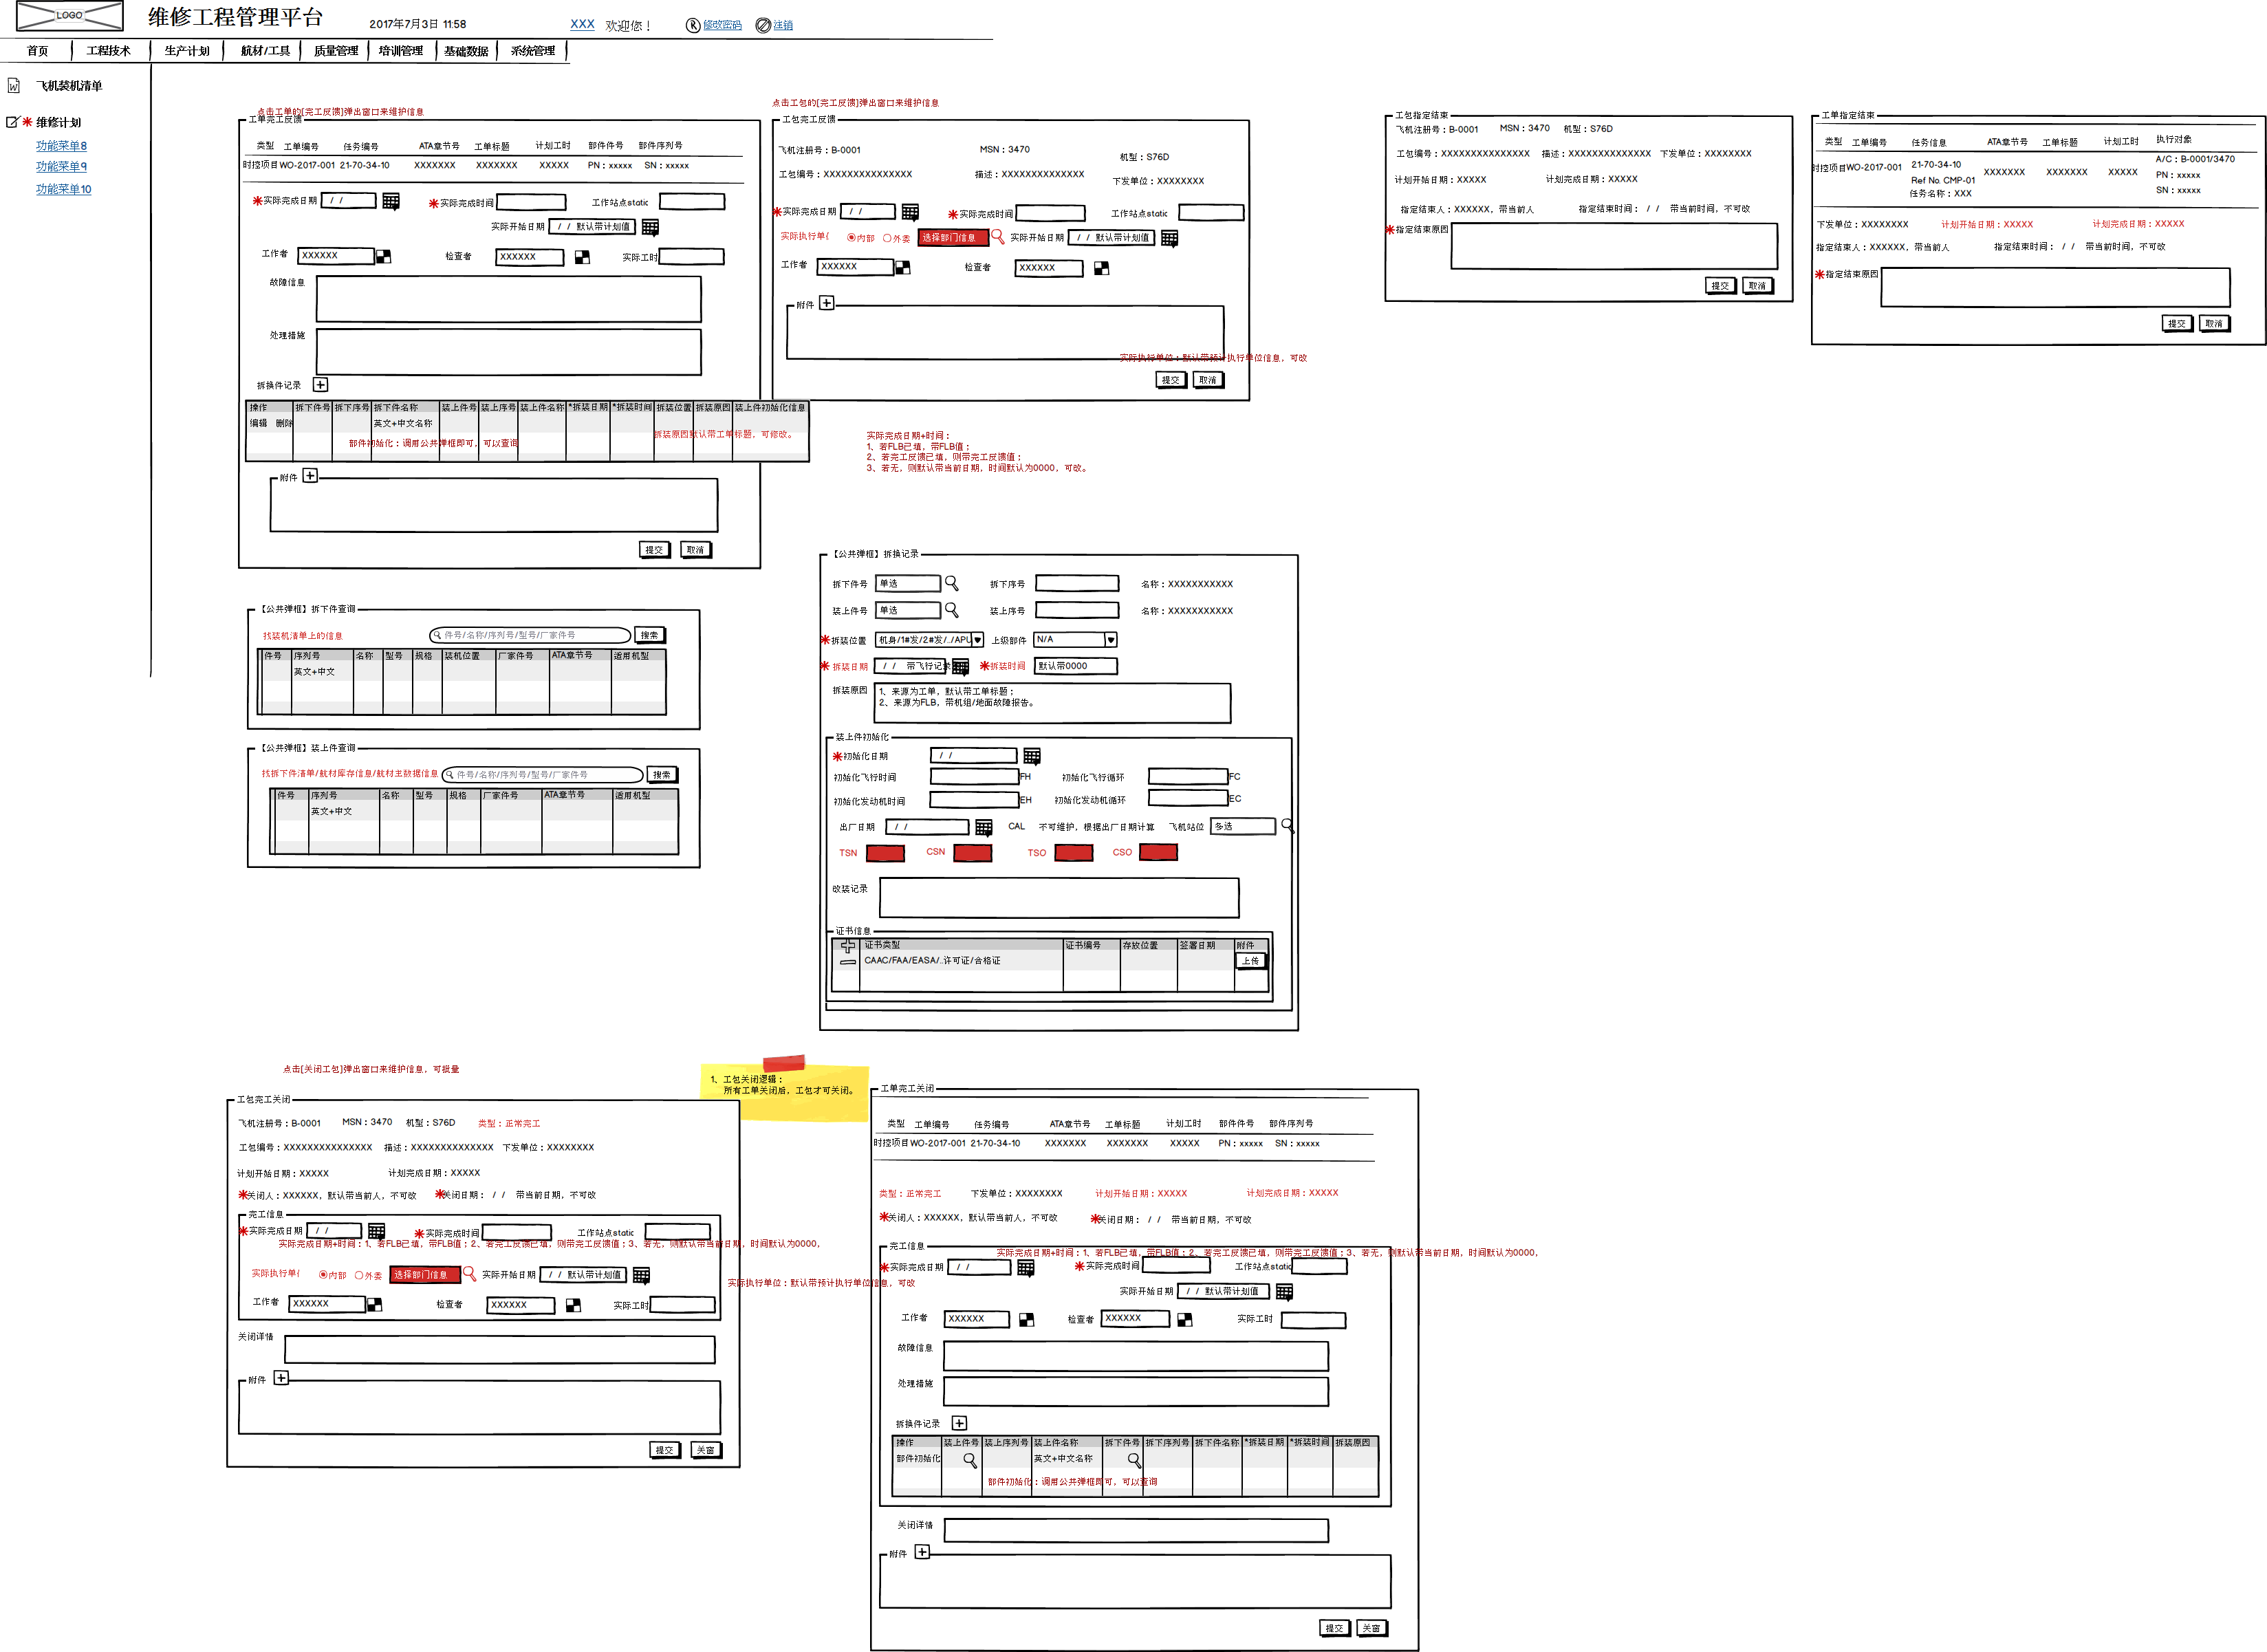 LOGO
维修工程管理平台
2017年7月3日 11:58
XXX 欢迎您！
修改密码
注销
首页 工程技术 生产计划 航材/工具 质量管理 培训管理 基础数据 系统管理
飞机装机清单
维修计划
功能菜单8
功能菜单9
功能菜单10
点击工单的[完工反馈]弹出窗口来维护信息
工单完工反馈
类型 工单编号 任务编号 ATA章节号 工单标题 计划工时 部件件号 部件序列号
时控项目 WO-2017-001 21-70-34-10 XXXXXXX XXXXXXX XXXXX PN：xxxxx SN：xxxxx
*实际完成日期 / / *实际完成时间 工作站点static
实际开始日期 / / 默认带计划值
工作者 XXXXXX 检查者 XXXXXX 实际工时
故障信息
处理措施
拆换件记录
操作 拆下件号 拆下序号 拆下件名称 装上件号 装上序号 装上件名称 *拆装日期 *拆装时间 拆装位置 拆装原因 装上件初始化信息
编辑 删除 英文+中文名称
拆装原因默认带工单标题，可修改。
部件初始化：调用公共弹框即可，可以查询
附件
提交 取消
点击工包的[完工反馈]弹出窗口来维护信息
工包完工反馈
飞机注册号：B-0001 MSN：3470 机型：S76D
工包编号：XXXXXXXXXXXXXXX 描述：XXXXXXXXXXXXXX 下发单位：XXXXXXXX
*实际完成日期 / / *实际完成时间 工作站点static
实际执行单位 内部 外委 选择部门信息 实际开始日期 / / 默认带计划值
工作者 XXXXXX 检查者 XXXXXX
附件
实际执行单位：默认带预计执行单位信息，可改
提交 取消
实际完成日期+时间：
1、若FLB已填，带FLB值；
2、若完工反馈已填，则带完工反馈值；
3、若无，则默认带当前日期，时间默认为0000，可改。
工包指定结束
飞机注册号：B-0001 MSN：3470 机型：S76D
工包编号：XXXXXXXXXXXXXXX 描述：XXXXXXXXXXXXXX 下发单位：XXXXXXXX
计划开始日期：XXXXX 计划完成日期：XXXXX
指定结束人：XXXXXX，带当前人 指定结束时间： / / 带当前时间，不可改
*指定结束原因
提交 取消
工单指定结束
类型 工单编号 任务信息 ATA章节号 工单标题 计划工时 执行对象
时控项目 WO-2017-001 21-70-34-10 XXXXXXX XXXXXXX XXXXX A/C：B-0001/3470
Ref No. CMP-01 PN：xxxxx
任务名称：XXX SN：xxxxx
下发单位：XXXXXXXX 计划开始日期：XXXXX 计划完成日期：XXXXX
指定结束人：XXXXXX，带当前人 指定结束时间： / / 带当前时间，不可改
*指定结束原因
提交 取消
【公共弹框】拆下件查询
找装机清单上的信息 件号/名称/序列号/型号/厂家件号 搜索
件号 序列号 名称 型号 规格 装机位置 厂家件号 ATA章节号 适用机型
英文+中文
【公共弹框】装上件查询
找拆下件清单/航材库存信息/航材主数据信息 件号/名称/序列号/型号/厂家件号 搜索
件号 序列号 名称 型号 规格 厂家件号 ATA章节号 适用机型
英文+中文
【公共弹框】拆换记录
拆下件号 单选 拆下序号 名称：XXXXXXXXXXX
装上件号 单选 装上序号 名称：XXXXXXXXXXX
*拆装位置 机身/1#发/2#发/../APU 上级部件 N/A
*拆装日期 / / 带飞行记录 *拆装时间 默认带0000
拆装原因 1、来源为工单，默认带工单标题；
2、来源为FLB，带机组/地面故障报告。
装上件初始化
*初始化日期 / /
初始化飞行时间 FH 初始化飞行循环 FC
初始化发动机时间 EH 初始化发动机循环 EC
出厂日期 / / CAL 不可维护，根据出厂日期计算 飞机站位 多选
TSN CSN TSO CSO
改装记录
证书信息
证书类型 证书编号 存放位置 签署日期 附件
CAAC/FAA/EASA/..许可证/合格证 上传
点击[关闭工包]弹出窗口来维护信息，可批量
1、工包关闭逻辑：
所有工单关闭后，工包才可关闭。
工包完工关闭
飞机注册号：B-0001 MSN：3470 机型：S76D 类型：正常完工
工包编号：XXXXXXXXXXXXXXX 描述：XXXXXXXXXXXXXX 下发单位：XXXXXXXX
计划开始日期：XXXXX 计划完成日期：XXXXX
*关闭人：XXXXXX，默认带当前人，不可改 *关闭日期： / / 带当前日期，不可改
完工信息
*实际完成日期 / / *实际完成时间 工作站点static
实际完成日期+时间：1、若FLB已填，带FLB值；2、若完工反馈已填，则带完工反馈值；3、若无，则默认带当前日期，时间默认为0000，
实际执行单位 内部 外委 选择部门信息 实际开始日期 / / 默认带计划值
实际执行单位：默认带预计执行单位信息，可改
工作者 XXXXXX 检查者 XXXXXX 实际工时
关闭详情
附件
提交 关窗
工单完工关闭
类型 工单编号 任务编号 ATA章节号 工单标题 计划工时 部件件号 部件序列号
时控项目 WO-2017-001 21-70-34-10 XXXXXXX XXXXXXX XXXXX PN：xxxxx SN：xxxxx
类型：正常完工 下发单位：XXXXXXXX 计划开始日期：XXXXX 计划完成日期：XXXXX
*关闭人：XXXXXX，默认带当前人，不可改 *关闭日期： / / 带当前日期，不可改
完工信息
实际完成日期+时间：1、若FLB已填，带FLB值；2、若完工反馈已填，则带完工反馈值；3、若无，则默认带当前日期，时间默认为0000，
*实际完成日期 / / *实际完成时间 工作站点static
实际开始日期 / / 默认带计划值
工作者 XXXXXX 检查者 XXXXXX 实际工时
故障信息
处理措施
拆换件记录
操作 装上件号 装上序列号 装上件名称 拆下件号 拆下序列号 拆下件名称 *拆装日期 *拆装时间 拆装原因
部件初始化 英文+中文名称
部件初始化：调用公共弹框即可，可以查询
关闭详情
附件
提交 关窗